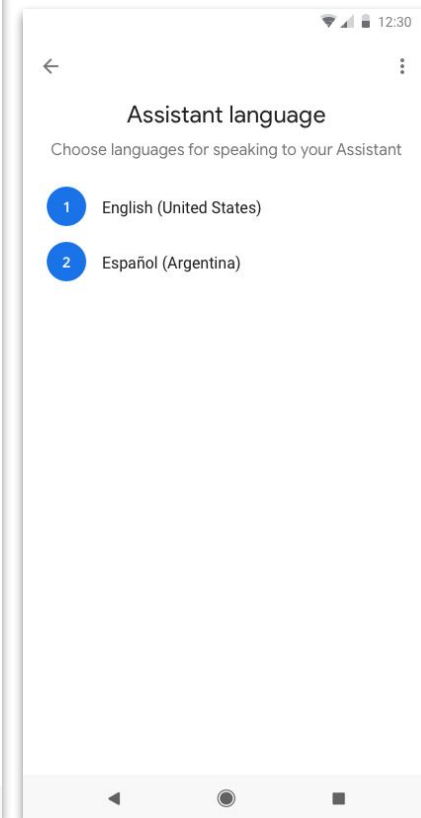 12:30
Assistant language
Choose languages for speaking to your Assistant
1 English (United States)
2 Español (Argentina)